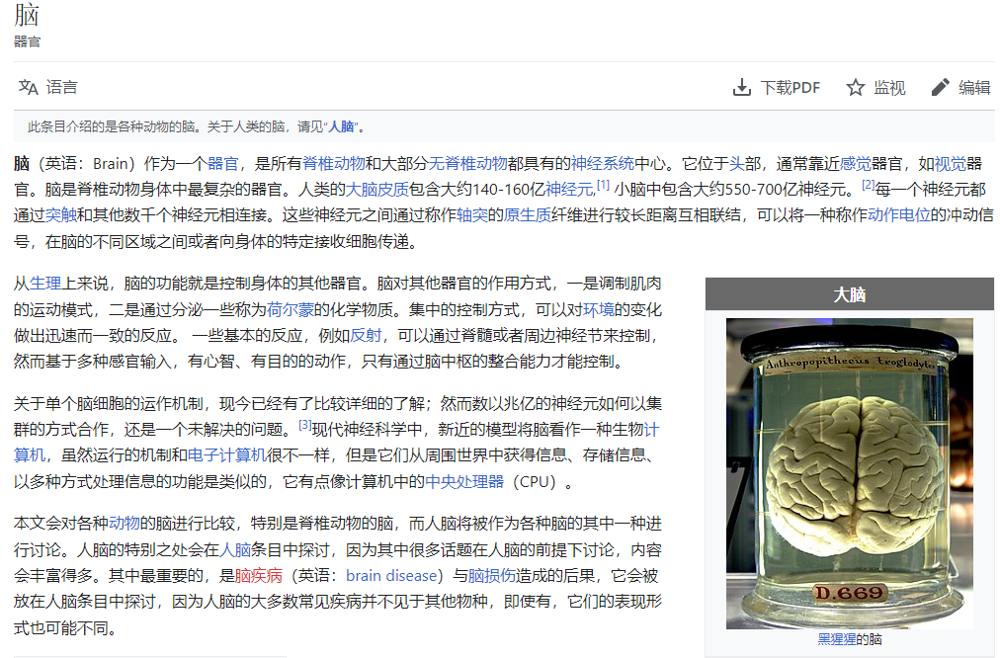 脑
器官
语言
下载PDF
监视
编辑
此条目介绍的是各种动物的脑。关于人类的脑，请见“人脑”。
脑（英语：Brain）作为一个器官，是所有脊椎动物和大部分无脊椎动物都具有的神经系统中心。它位于头部，通常靠近感觉器官，如视觉器
官。脑是脊椎动物身体中最复杂的器官。人类的大脑皮质包含大约140-160亿神经元,[1] 小脑中包含大约550-700亿神经元。[2]每一个神经元都
通过突触和其他数千个神经元相连接。这些神经元之间通过称作轴突的原生质纤维进行较长距离互相联结，可以将一种称作动作电位的冲动信
号，在脑的不同区域之间或者向身体的特定接收细胞传递。
从生理上来说，脑的功能就是控制身体的其他器官。脑对其他器官的作用方式，一是调制肌肉
的运动模式，二是通过分泌一些称为荷尔蒙的化学物质。集中的控制方式，可以对环境的变化
做出迅速而一致的反应。 一些基本的反应，例如反射，可以通过脊髓或者周边神经节来控制，
然而基于多种感官输入，有心智、有目的的动作，只有通过脑中枢的整合能力才能控制。
关于单个脑细胞的运作机制，现今已经有了比较详细的了解；然而数以兆亿的神经元如何以集
群的方式合作，还是一个未解决的问题。[3]现代神经科学中，新近的模型将脑看作一种生物计
算机，虽然运行的机制和电子计算机很不一样，但是它们从周围世界中获得信息、存储信息、
以多种方式处理信息的功能是类似的，它有点像计算机中的中央处理器（CPU）。
本文会对各种动物的脑进行比较，特别是脊椎动物的脑，而人脑将被作为各种脑的其中一种进
行讨论。人脑的特别之处会在人脑条目中探讨，因为其中很多话题在人脑的前提下讨论，内容
会丰富得多。其中最重要的，是脑疾病（英语：brain disease）与脑损伤造成的后果，它会被
放在人脑条目中探讨，因为人脑的大多数常见疾病并不见于其他物种，即使有，它们的表现形
式也可能不同。
大脑
Anthropopithecus troglodytes
D.669
黑猩猩的脑